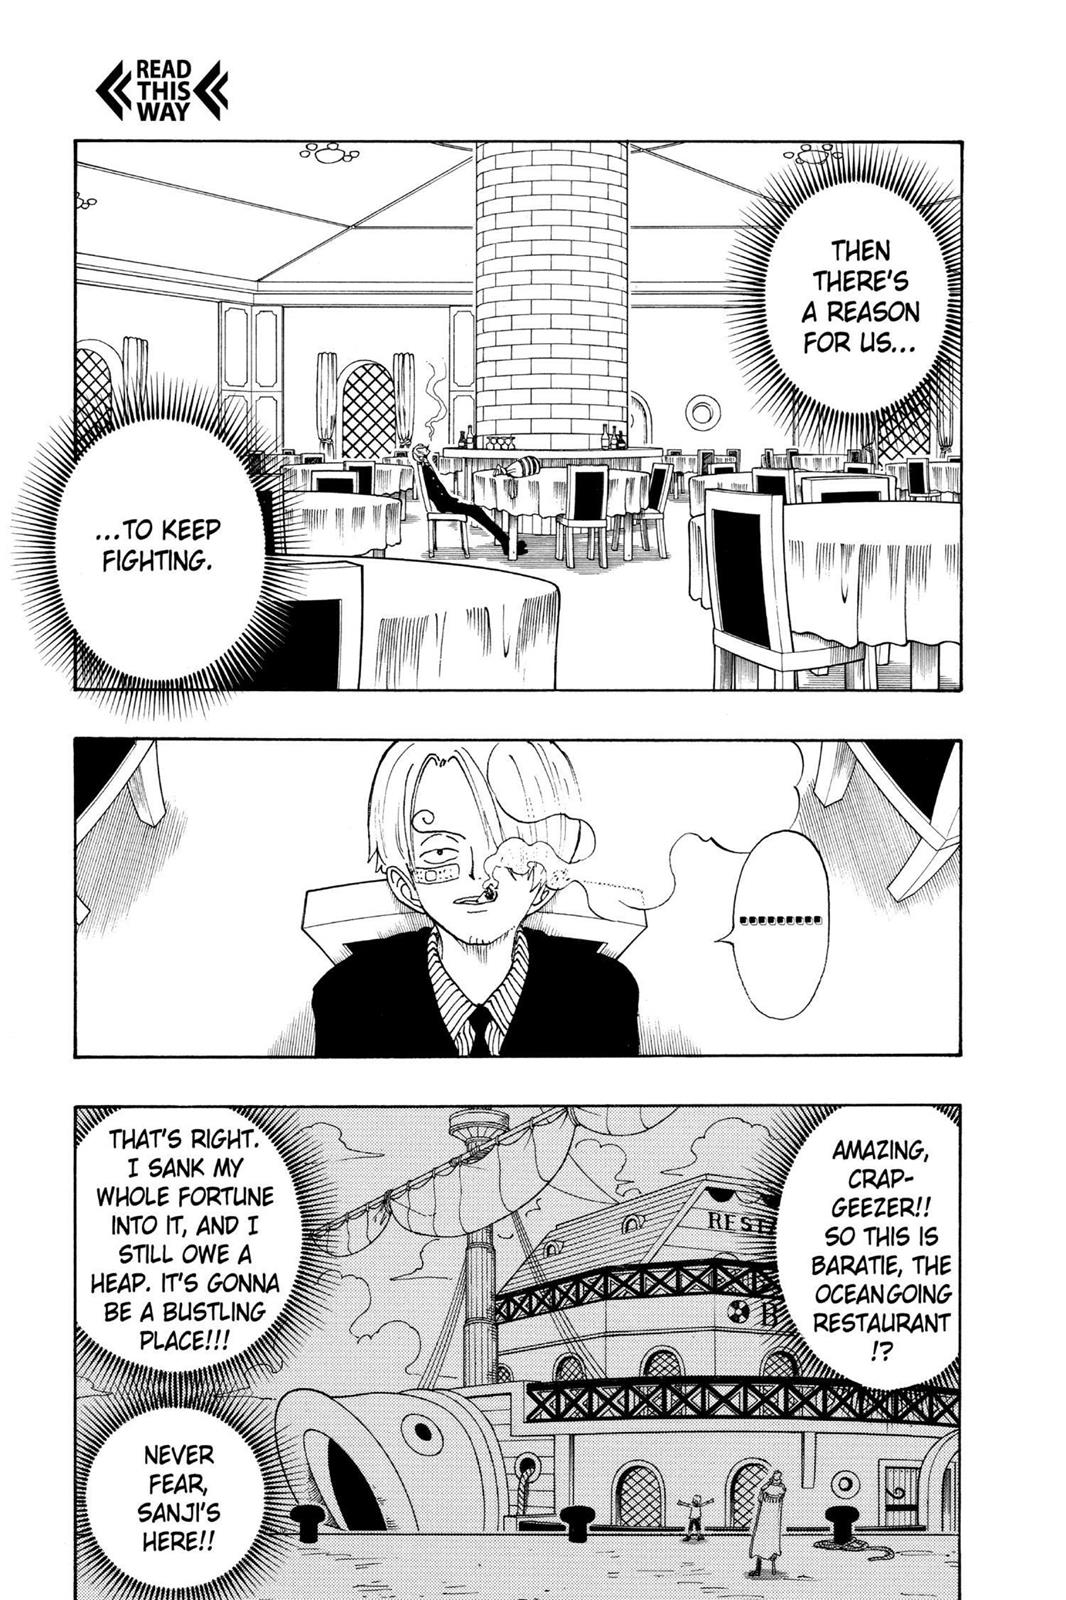 READ
THIS
WAY
THEN
THERE'S
A REASON
FOR US...
...TO KEEP
FIGHTING.
.........
AMAZING,
CRAP-
GEEZER!!
SO THIS IS
BARATIE, THE
OCEANGOING
RESTAURANT
!?
THAT'S RIGHT.
I SANK MY
WHOLE FORTUNE
INTO IT, AND I
STILL OWE A
HEAP. IT'S GONNA
BE A BUSTLING
PLACE!!!
REST
B
NEVER
FEAR,
SANJI'S
HERE!!